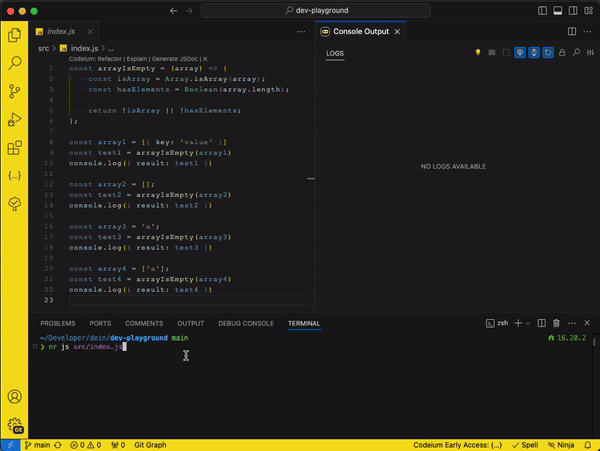 dev-playground
index.js
Console Output
src > index.js > ...
LOGS
Codeium: Refactor | Explain | Generate JSDoc | ×
1 const arrayIsEmpty = (array) => {
2 const isArray = Array.isArray(array);
3 const hasElements = Boolean(array.length);
4
5 return !isArray || !hasElements;
6 };
7
8 const array1 = [{ key: 'value' }]
9 const test1 = arrayIsEmpty(array1)
10 console.log({ result: test1 })
11
12 const array2 = [];
13 const test2 = arrayIsEmpty(array2)
14 console.log({ result: test2 })
15
16 const array3 = 'a';
17 const test3 = arrayIsEmpty(array3)
18 console.log({ result: test3 })
19
20 const array4 = ['a'];
21 const test4 = arrayIsEmpty(array4)
22 console.log({ result: test4 })
23
NO LOGS AVAILABLE
PROBLEMS PORTS COMMENTS OUTPUT DEBUG CONSOLE TERMINAL zsh
~/Developer/dein/dev-playground main 16.20.2
❯ nr js src/index.js
DE
main 0 0 0 Git Graph Codeium Early Access: {...} Spell Ninja